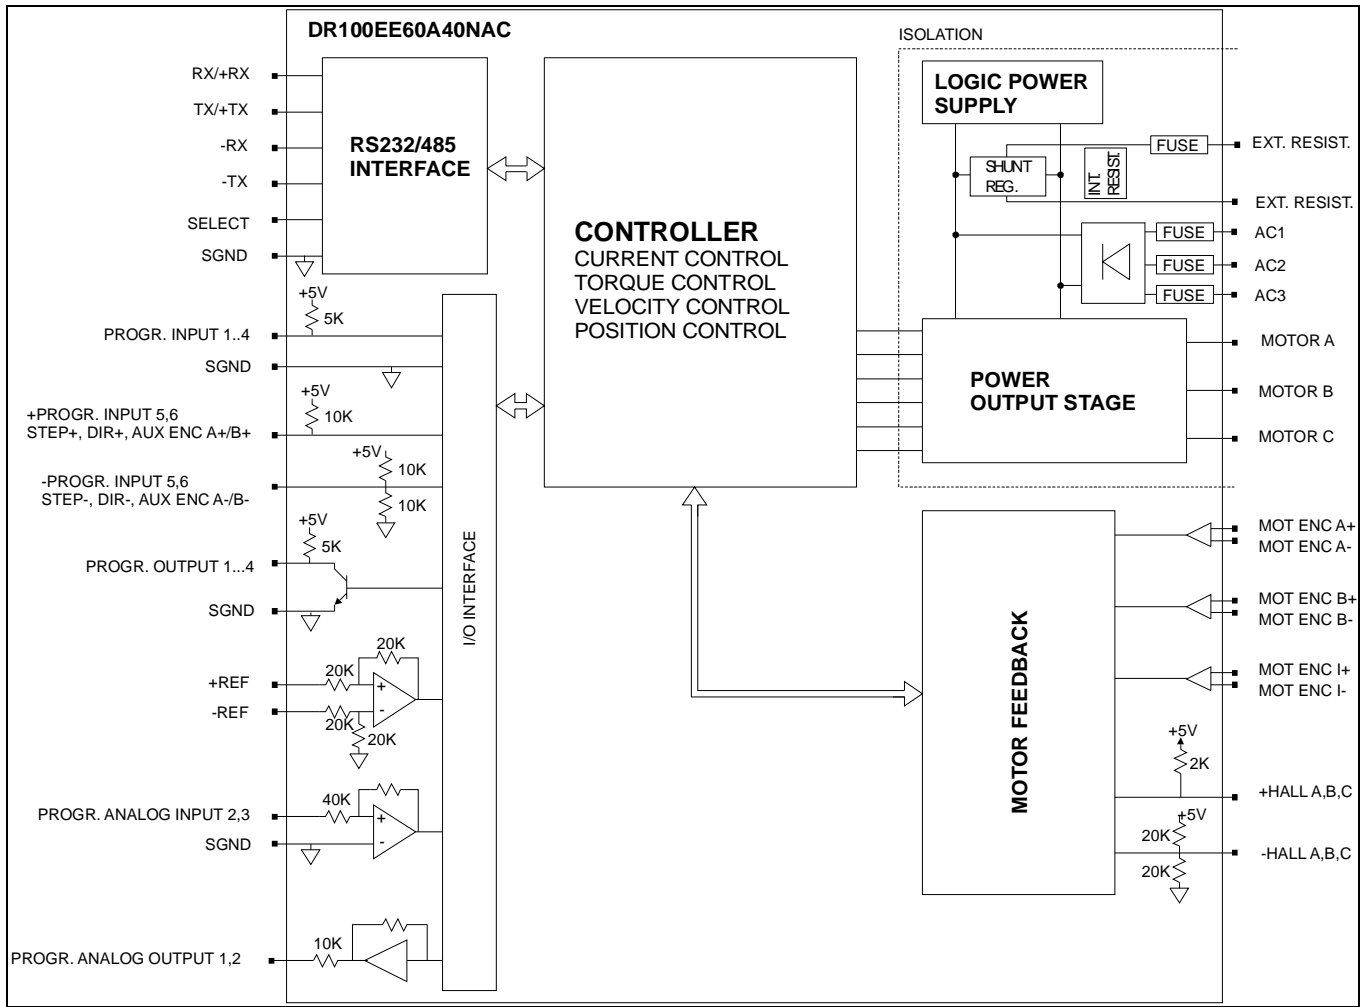 DR100EE60A40NAC
RX/+RX
TX/+TX
-RX
-TX
SELECT
SGND
RS232/485
INTERFACE
+5V
5K
PROGR. INPUT 1..4
SGND
+5V
10K
+PROGR. INPUT 5,6
STEP+, DIR+, AUX ENC A+/B+
+5V
10K
10K
-PROGR. INPUT 5,6
STEP-, DIR-, AUX ENC A-/B-
+5V
5K
PROGR. OUTPUT 1...4
SGND
20K
20K
+REF
-REF
+
-
20K
20K
40K
PROGR. ANALOG INPUT 2,3
SGND
+
-
10K
PROGR. ANALOG OUTPUT 1,2
I/O INTERFACE
CONTROLLER
CURRENT CONTROL
TORQUE CONTROL
VELOCITY CONTROL
POSITION CONTROL
ISOLATION
LOGIC POWER
SUPPLY
SHUNT
REG.
INT.
RESIST.
FUSE
EXT. RESIST.
EXT. RESIST.
FUSE
AC1
FUSE
AC2
FUSE
AC3
POWER
OUTPUT STAGE
MOTOR A
MOTOR B
MOTOR C
MOTOR FEEDBACK
MOT ENC A+
MOT ENC A-
MOT ENC B+
MOT ENC B-
MOT ENC I+
MOT ENC I-
+5V
2K
+HALL A,B,C
+5V
20K
20K
-HALL A,B,C